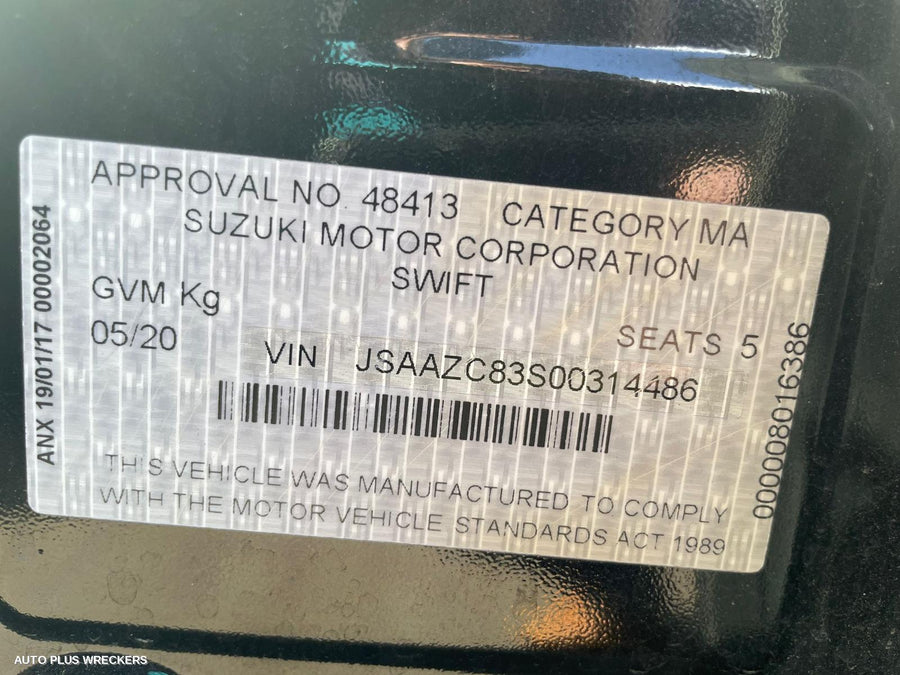 APPROVAL NO. 48413 CATEGORY MA
SUZUKI MOTOR CORPORATION
SWIFT
GVM Kg
05/20
SEATS 5
VIN JSAAZC83S00314486
THIS VEHICLE WAS MANUFACTURED TO COMPLY
WITH THE MOTOR VEHICLE STANDARDS ACT 1989
ANX 19/01/17 00002064
000008016386
AUTO PLUS WRECKERS